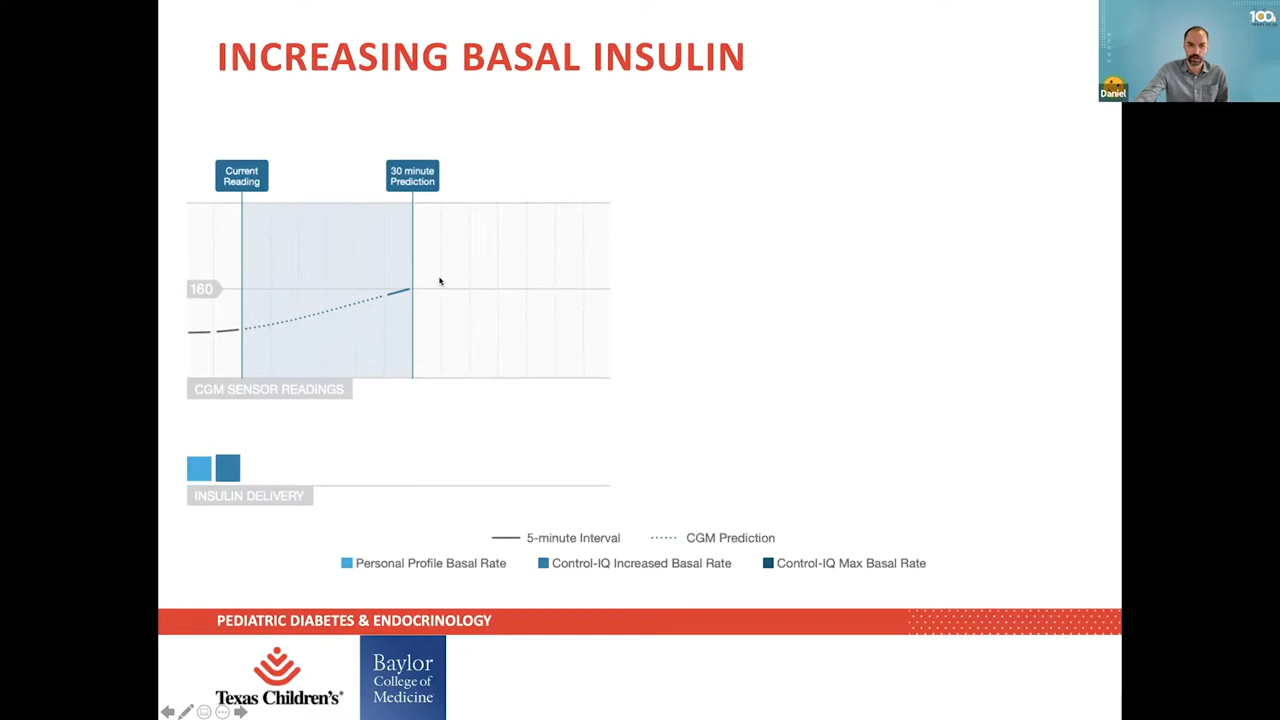 INCREASING BASAL INSULIN
100
Daniel
Current
Reading
30 minute
Prediction
160
CGM SENSOR READINGS
INSULIN DELIVERY
5-minute Interval
CGM Prediction
Personal Profile Basal Rate
Control-IQ Increased Basal Rate
Control-IQ Max Basal Rate
PEDIATRIC DIABETES & ENDOCRINOLOGY
Texas Children's
Baylor
College of
Medicine